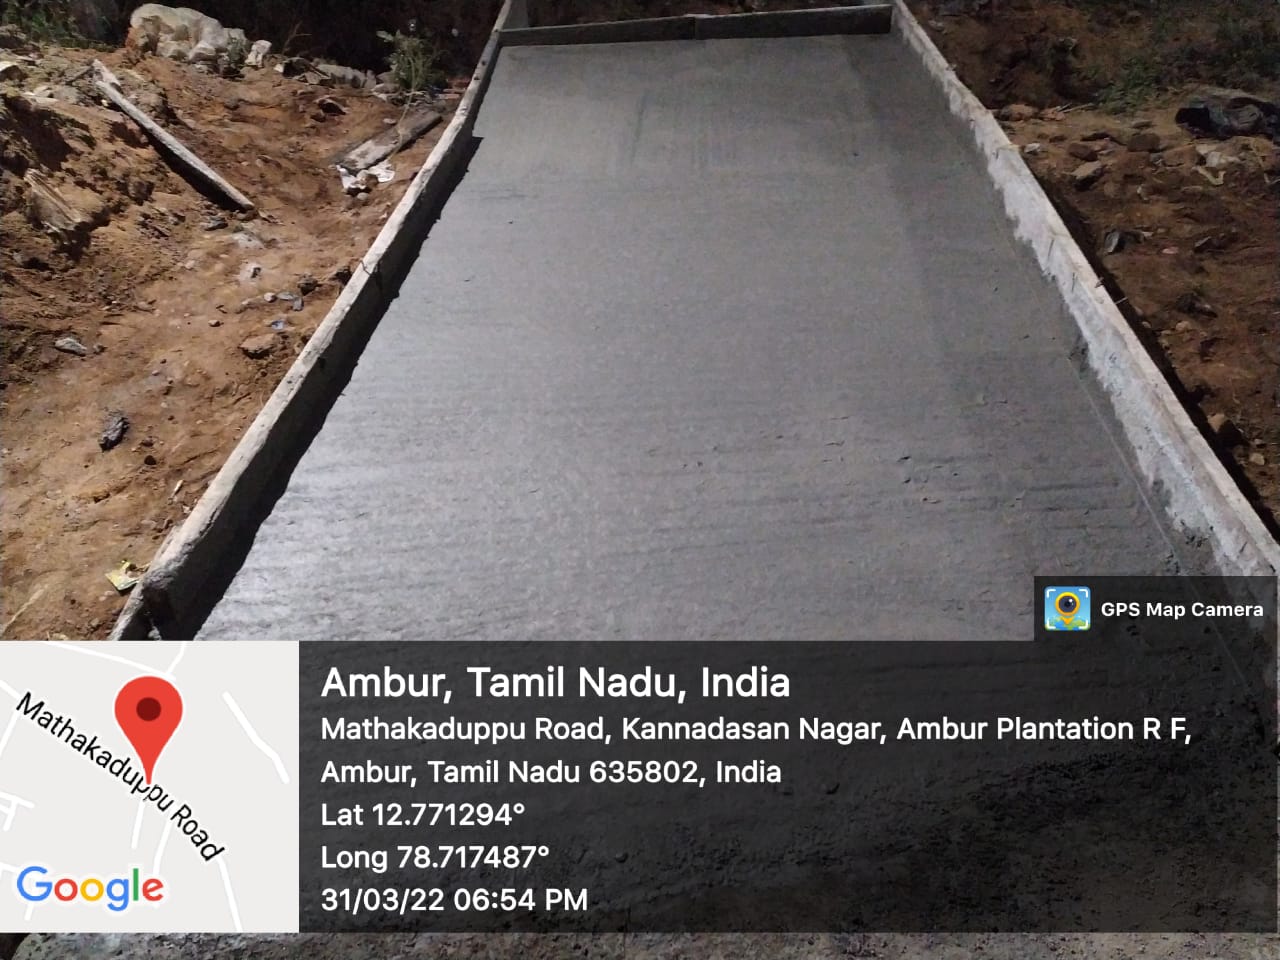 GPS Map Camera
Ambur, Tamil Nadu, India
Mathakaduppu Road, Kannadasan Nagar, Ambur Plantation R F,
Ambur, Tamil Nadu 635802, India
Lat 12.771294°
Long 78.717487°
31/03/22 06:54 PM
Mathakaduppu Road
Google